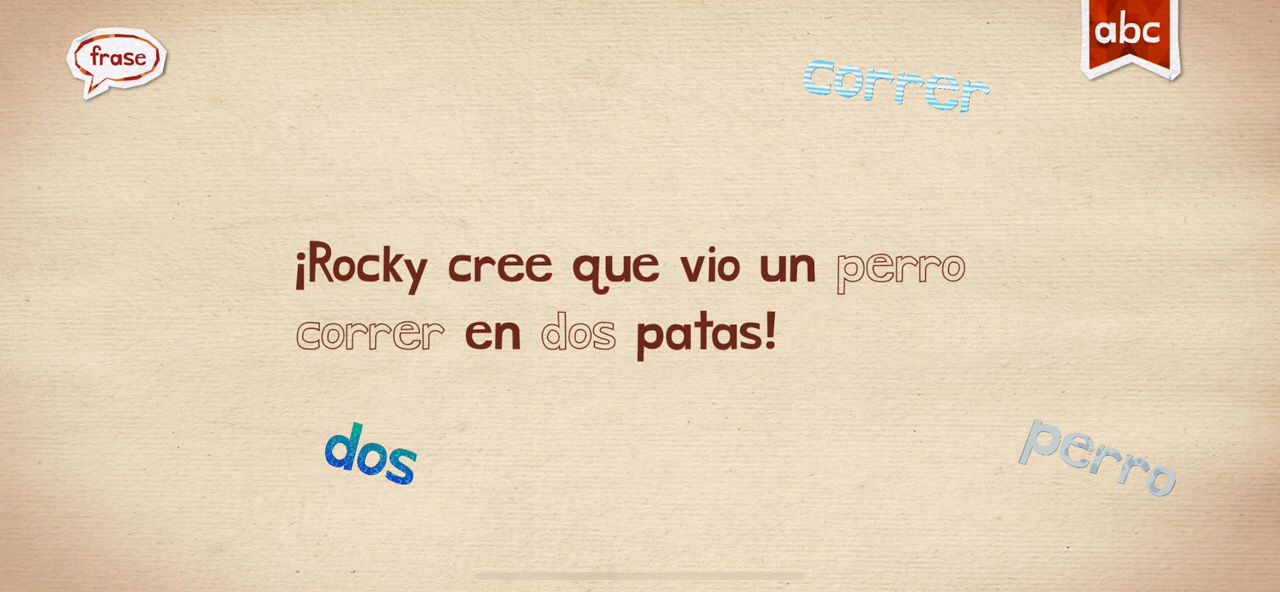 frase
abc
correr
¡Rocky cree que vio un perro
correr en dos patas!
dos
perro